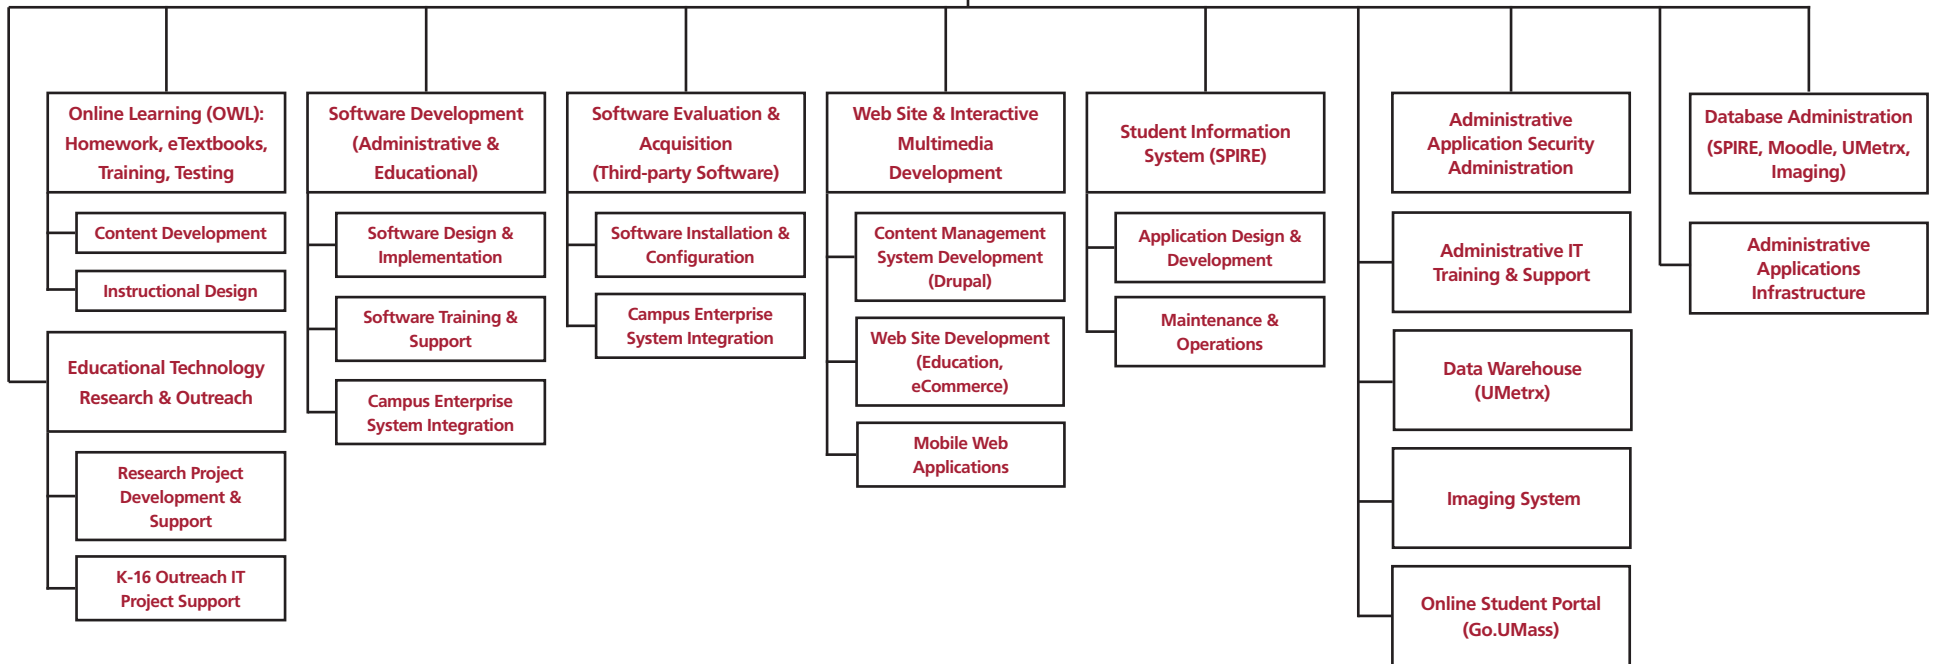 Online Learning (OWL):
Homework, eTextbooks,
Training, Testing
Content Development
Instructional Design
Educational Technology
Research & Outreach
Research Project
Development &
Support
K-16 Outreach IT
Project Support
Software Development
(Administrative &
Educational)
Software Design &
Implementation
Software Training &
Support
Campus Enterprise
System Integration
Software Evaluation &
Acquisition
(Third-party Software)
Software Installation &
Configuration
Campus Enterprise
System Integration
Web Site & Interactive
Multimedia
Development
Content Management
System Development
(Drupal)
Web Site Development
(Education,
eCommerce)
Mobile Web
Applications
Student Information
System (SPIRE)
Application Design &
Development
Maintenance &
Operations
Administrative
Application Security
Administration
Administrative IT
Training & Support
Data Warehouse
(UMetrx)
Imaging System
Online Student Portal
(Go.UMass)
Database Administration
(SPIRE, Moodle, UMetrx,
Imaging)
Administrative
Applications
Infrastructure